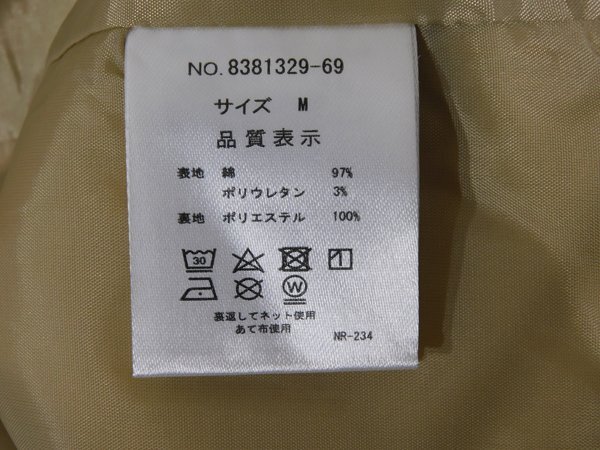 NO. 8381329-69
サイズ M
品質表示
表地 綿 97%
ポリウレタン 3%
裏地 ポリエステル 100%
30
W
裏返してネット使用
あて布使用
NR-234